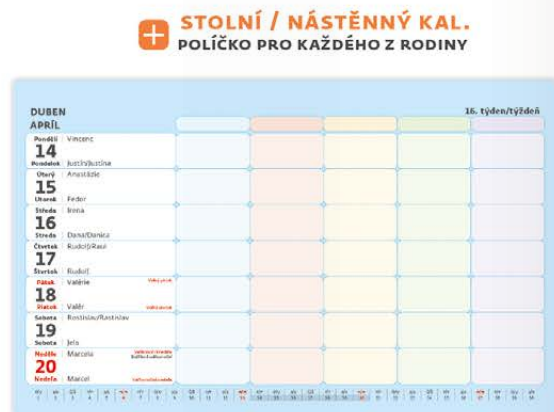 STOLNÍ / NÁSTĚNNÝ KAL.
POLÍČKO PRO KAŽDÉHO Z RODINY
DUBEN
APRÍL
16. týden/týždeň
Pondělí Vincenc
14
Pondelok Justín/Justína
Úterý Anastázie
15
Utorok Fedor
Středa Irena
16
Streda Dana/Danica
Čtvrtek Rudolf/Raul
17
Štvrtok Rudolf
Pátek Valérie Velký pátek
18
Piatok Valér
Sobota Rostislav/Rastislav
19
Sobota Jela
Neděle Marcela
20
Nedeľa Marcel